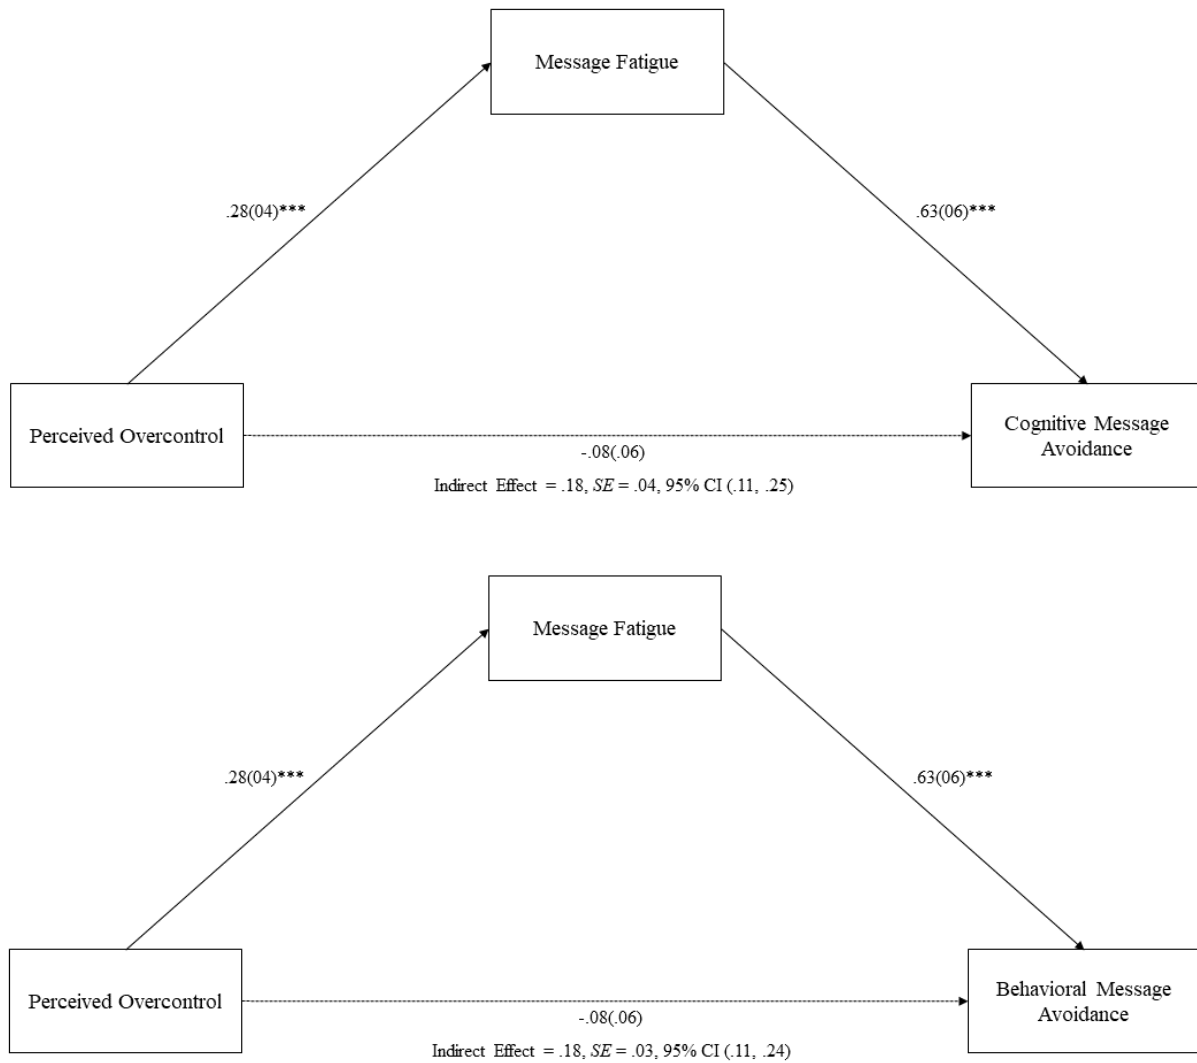 Message Fatigue
.28(04)***
.63(06)***
Perceived Overcontrol
Cognitive Message
Avoidance
-.08(.06)
Indirect Effect = .18, SE = .04, 95% CI (.11, .25)
Message Fatigue
.28(04)***
.63(06)***
Perceived Overcontrol
Behavioral Message
Avoidance
-.08(.06)
Indirect Effect = .18, SE = .03, 95% CI (.11, .24)